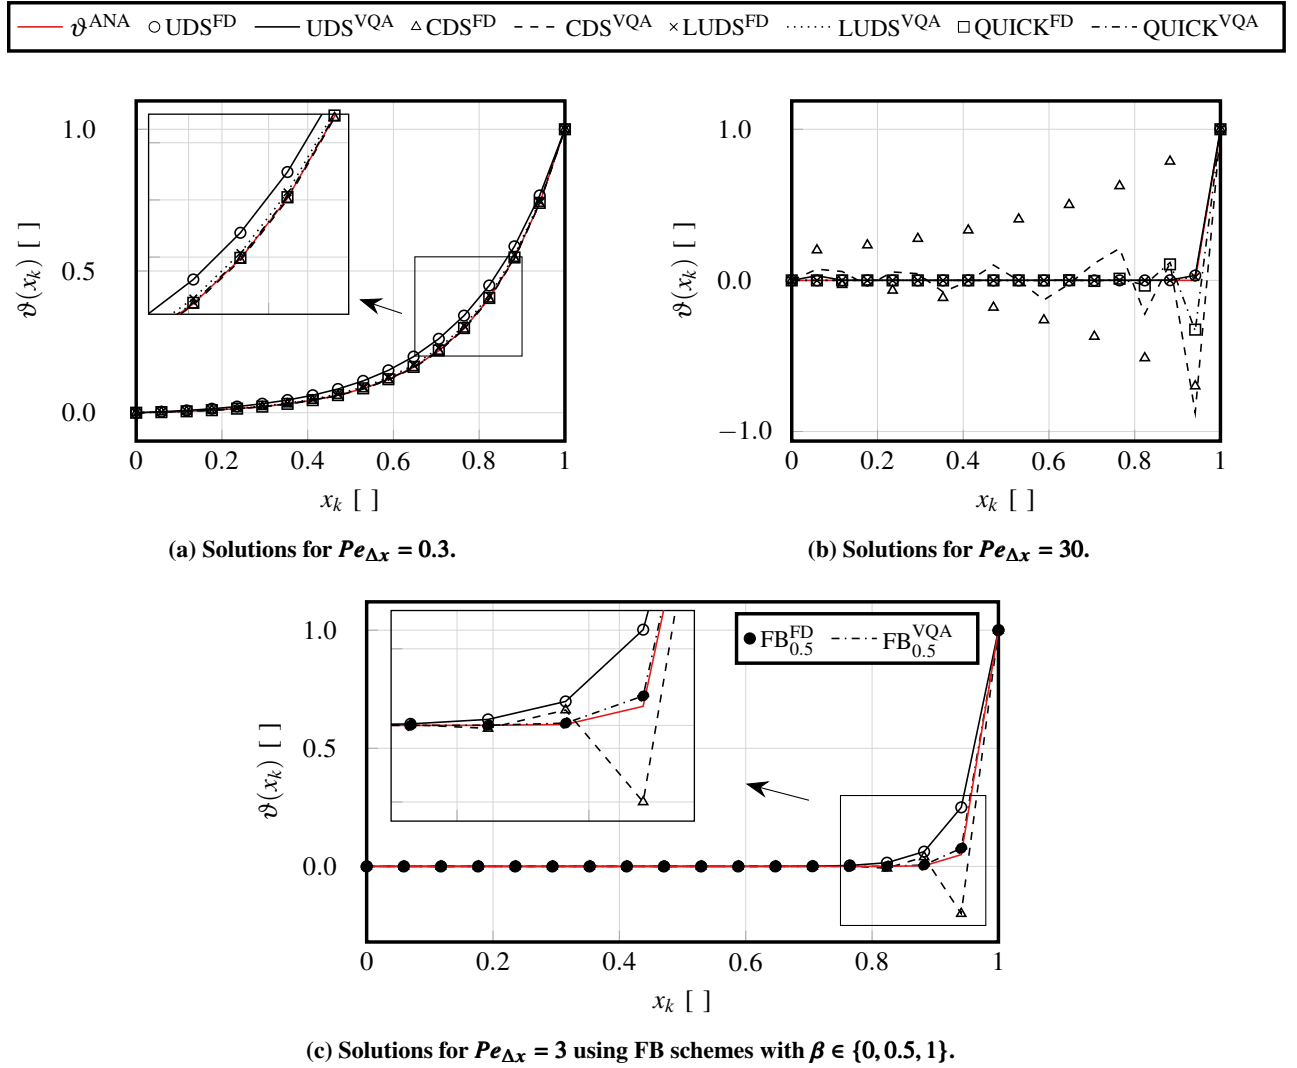 ϑ^ANA UDS^FD UDS^VQA CDS^FD CDS^VQA LUDS^FD LUDS^VQA QUICK^FD QUICK^VQA
1.0
0.5
0.0
ϑ(x_k) [ ]
0 0.2 0.4 0.6 0.8 1
x_k [ ]
(a) Solutions for Pe_Δx = 0.3.
1.0
0.0
−1.0
ϑ(x_k) [ ]
0 0.2 0.4 0.6 0.8 1
x_k [ ]
(b) Solutions for Pe_Δx = 30.
FB_0.5^FD FB_0.5^VQA
1.0
0.5
0.0
ϑ(x_k) [ ]
0 0.2 0.4 0.6 0.8 1
x_k [ ]
(c) Solutions for Pe_Δx = 3 using FB schemes with β ∈ {0, 0.5, 1}.